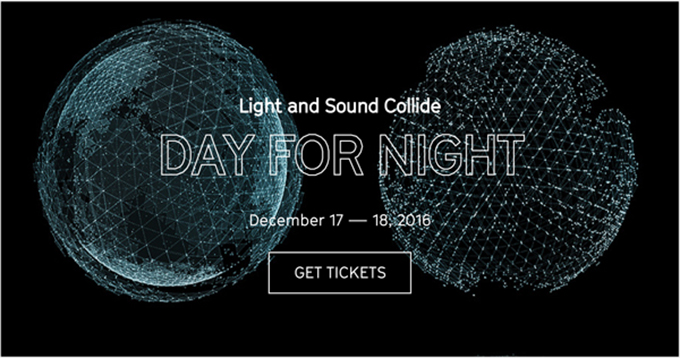 Light and Sound Collide
DAY FOR NIGHT
December 17 — 18, 2016
GET TICKETS